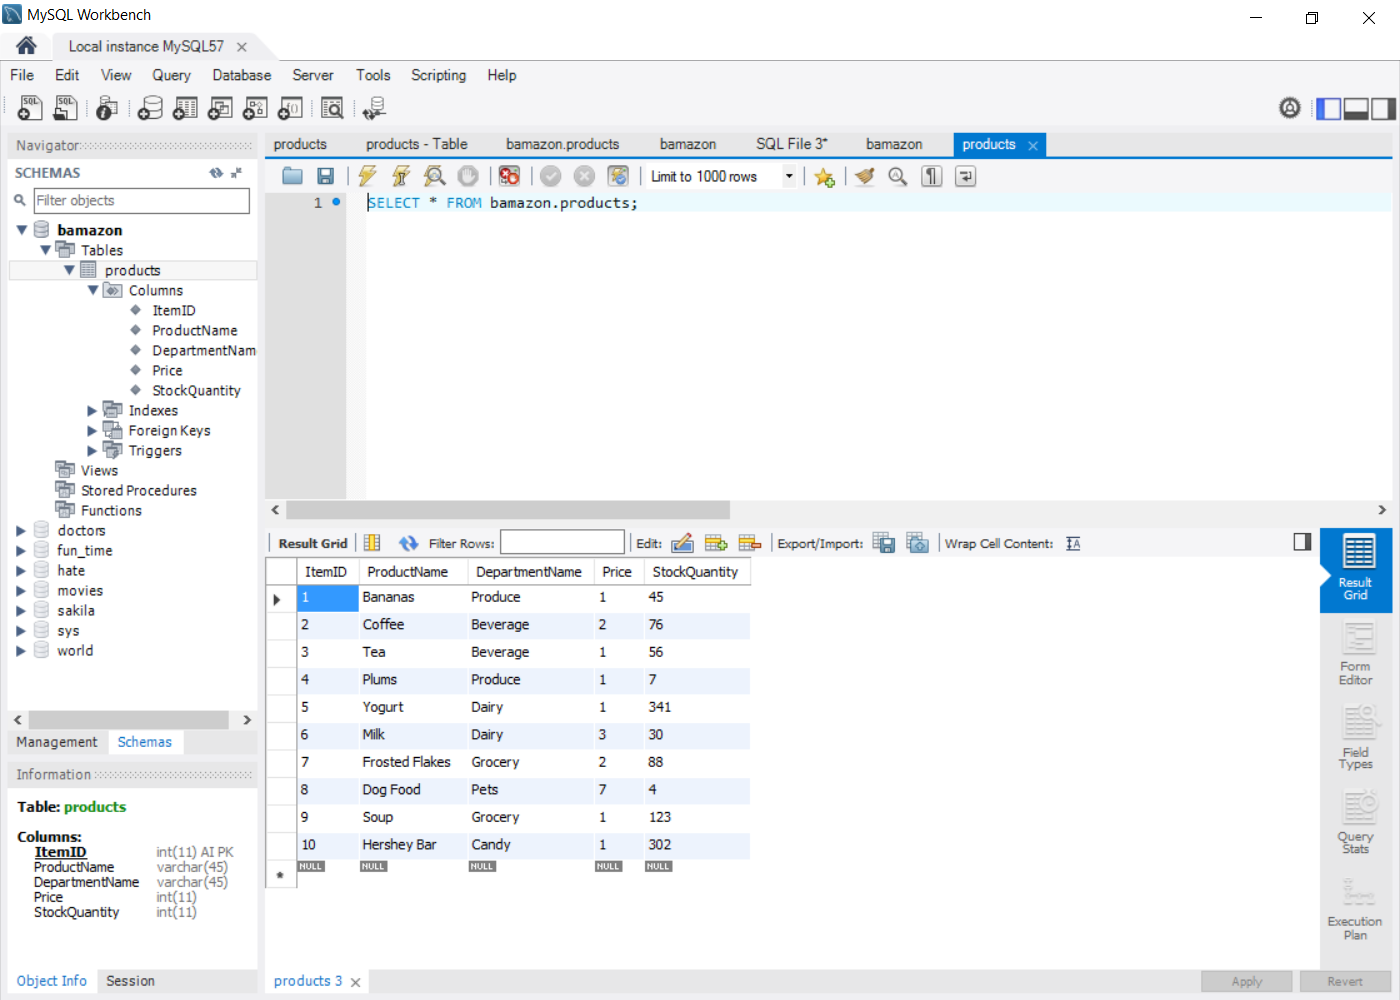 MySQL Workbench
Local instance MySQL57
File Edit View Query Database Server Tools Scripting Help
Navigator
SCHEMAS
Filter objects
bamazon
Tables
products
Columns
ItemID
ProductName
DepartmentNam
Price
StockQuantity
Indexes
Foreign Keys
Triggers
Views
Stored Procedures
Functions
doctors
fun_time
hate
movies
sakila
sys
world
Management Schemas
Information
Table: products
Columns:
ItemID int(11) AI PK
ProductName varchar(45)
DepartmentName varchar(45)
Price int(11)
StockQuantity int(11)
Object Info Session
products products - Table bamazon.products bamazon SQL File 3* bamazon products
Limit to 1000 rows
1 SELECT * FROM bamazon.products;
Result Grid Filter Rows: Edit: Export/Import: Wrap Cell Content: IA
ItemID ProductName DepartmentName Price StockQuantity
1 Bananas Produce 1 45
2 Coffee Beverage 2 76
3 Tea Beverage 1 56
4 Plums Produce 1 7
5 Yogurt Dairy 1 341
6 Milk Dairy 3 30
7 Frosted Flakes Grocery 2 88
8 Dog Food Pets 7 4
9 Soup Grocery 1 123
10 Hershey Bar Candy 1 302
NULL NULL NULL NULL NULL
*
Result
Grid
Form
Editor
Field
Types
Query
Stats
Execution
Plan
products 3
Apply Revert